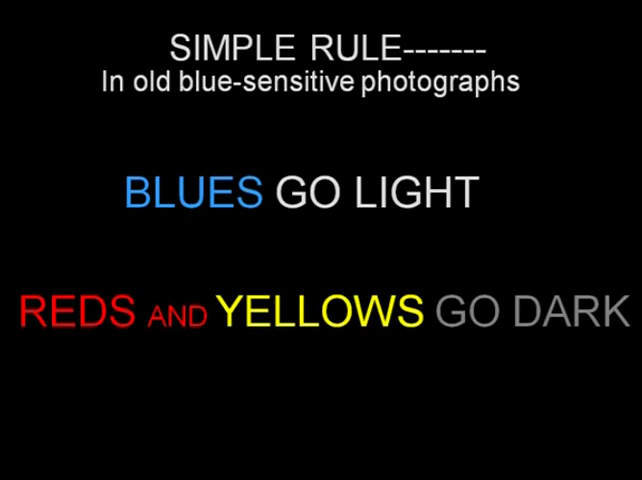 SIMPLE RULE-------
In old blue-sensitive photographs
BLUES GO LIGHT
REDS AND YELLOWS GO DARK